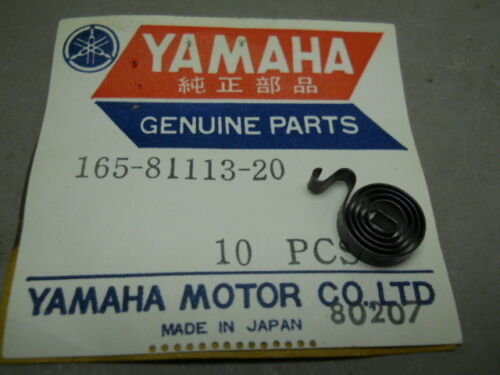 YAMAHA
純正部品
GENUINE PARTS
165-81113-20
10 PCS
YAMAHA MOTOR CO.,LTD
80207
MADE IN JAPAN